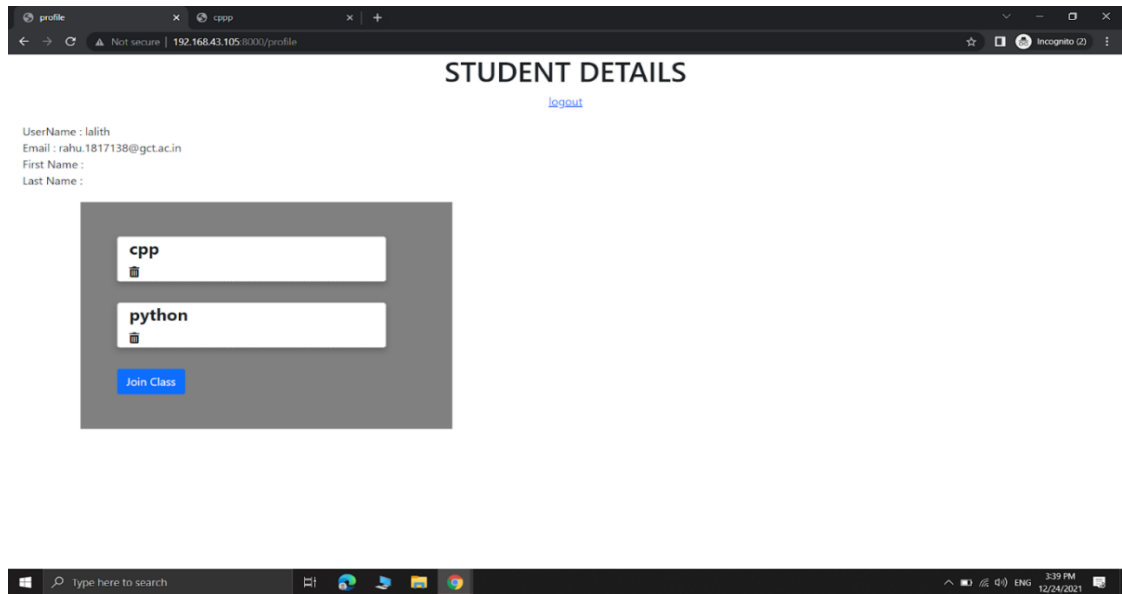 profile
cppp
Not secure | 192.168.43.105:8000/profile
Incognito (2)
STUDENT DETAILS
logout
UserName : lalith
Email : rahu.1817138@gct.ac.in
First Name :
Last Name :
cpp
python
Join Class
Type here to search
ENG
3:39 PM
12/24/2021